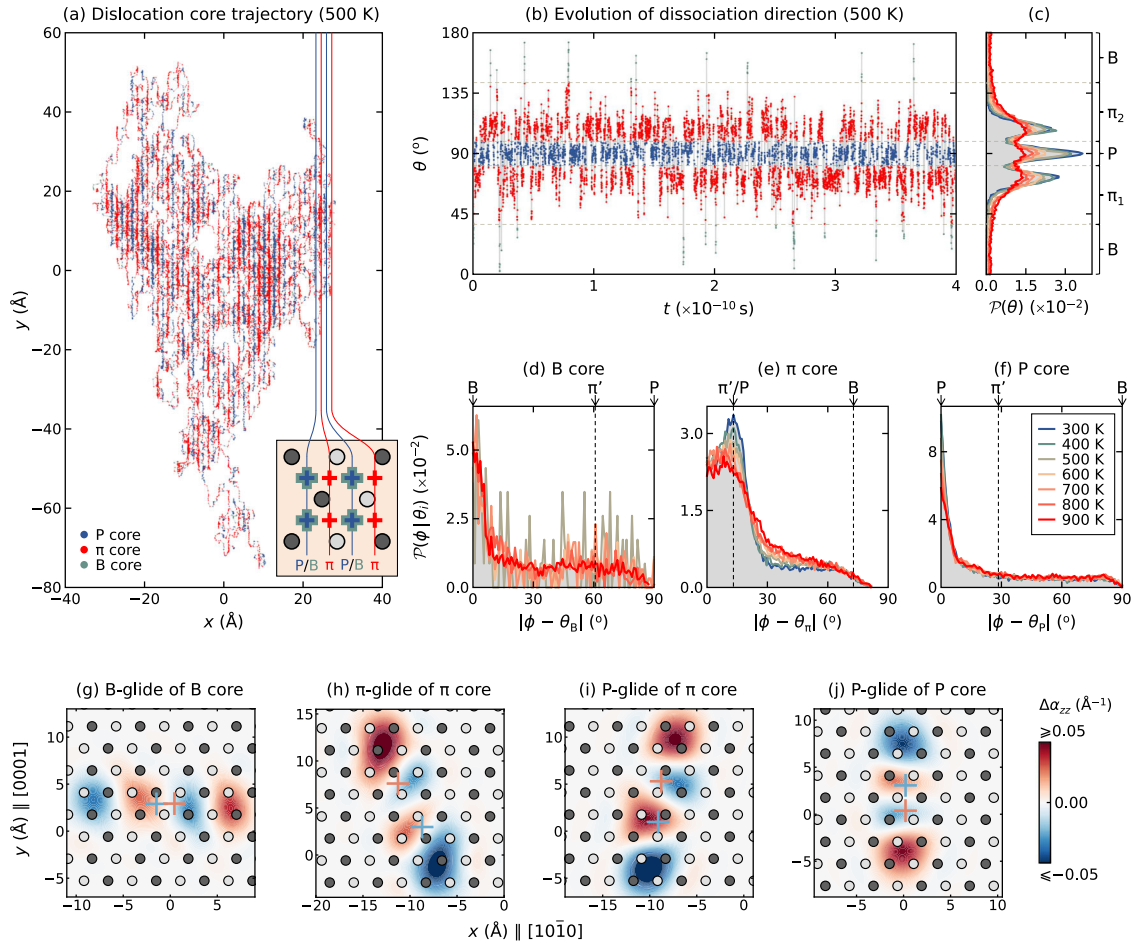 (a) Dislocation core trajectory (500 K)
60
40
20
0
−20
−40
−60
−80
y (Å)
−40
−20
0
20
40
x (Å)
P core
π core
B core
P/B π P/B π
(b) Evolution of dissociation direction (500 K)
180
135
90
45
0
θ (°)
0
1
2
3
4
t (×10⁻¹⁰ s)
(c)
B
π₂
P
π₁
B
0.0
1.5
3.0
𝒫(θ) (×10⁻²)
(d) B core
B
π′
P
5.0
2.5
0.0
𝒫(ϕ | θᵢ) (×10⁻²)
0
30
60
90
|ϕ − θ_B| (°)
(e) π core
π′/P
B
3.0
1.5
0.0
0
30
60
90
|ϕ − θ_π| (°)
(f) P core
P
π′
B
8
4
0
0
30
60
90
|ϕ − θ_P| (°)
300 K
400 K
500 K
600 K
700 K
800 K
900 K
(g) B-glide of B core
10
5
0
−5
y (Å) ∥ [0001]
−10
−5
0
5
(h) π-glide of π core
15
10
5
0
−20
−15
−10
−5
0
(i) P-glide of π core
10
5
0
−5
−15
−10
−5
0
(j) P-glide of P core
10
5
0
−5
−5
0
5
10
x (Å) ∥ [101̄0]
Δα_zz (Å⁻¹)
⩾0.05
0.00
⩽−0.05